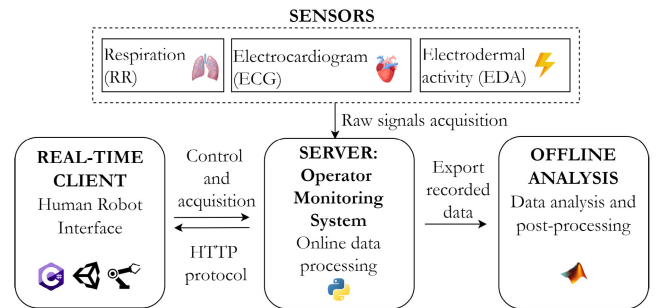 SENSORS
Respiration
(RR)
Electrocardiogram
(ECG)
Electrodermal
activity (EDA)
Raw signals acquisition
REAL-TIME
CLIENT
Human Robot
Interface
C#
Control
and
acquisition
HTTP
protocol
SERVER:
Operator
Monitoring
System
Online data
processing
Export
recorded
data
OFFLINE
ANALYSIS
Data analysis and
post-processing